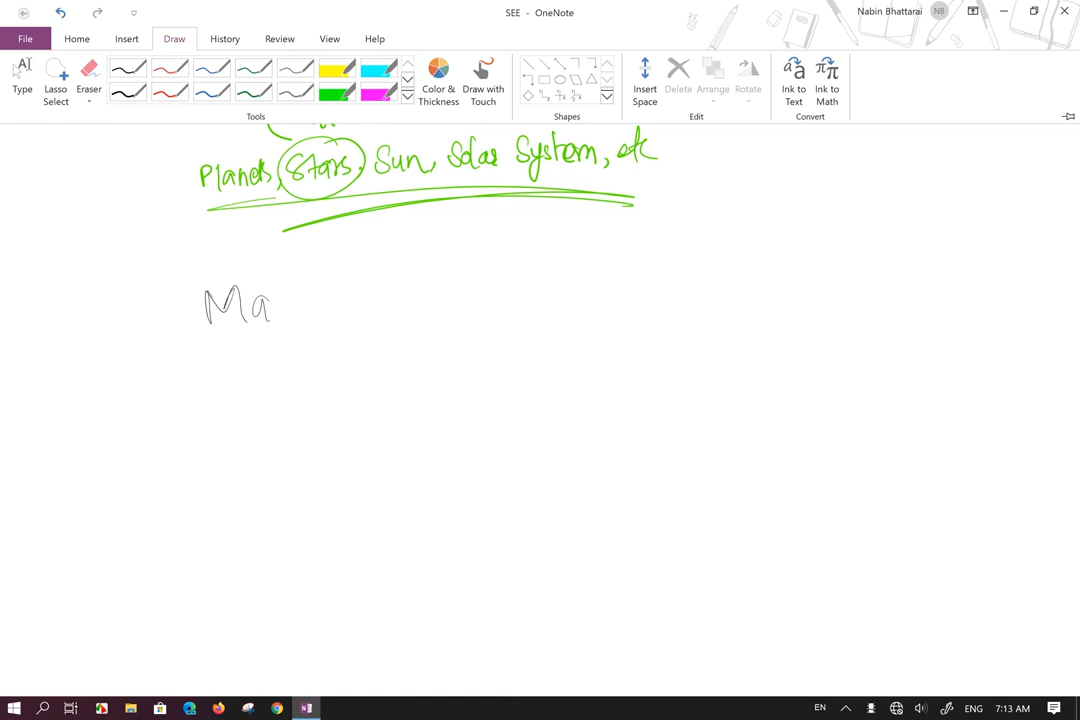 SEE - OneNote
Nabin Bhattarai NB
File Home Insert Draw History Review View Help
Type Lasso Select Eraser Color & Thickness Draw with Touch Insert Space Delete Arrange Rotate Ink to Text Ink to Math
Tools Shapes Edit Convert
Planets, Stars, Sun, Solar System, etc
Ma
EN ENG 7:13 AM